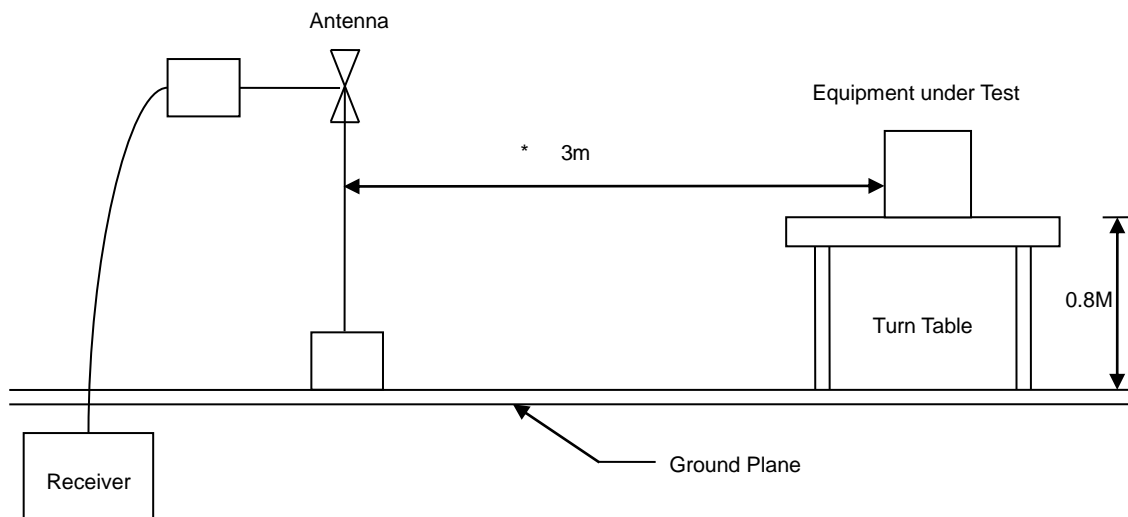 Antenna
Equipment under Test
* 3m
0.8M
Turn Table
Ground Plane
Receiver